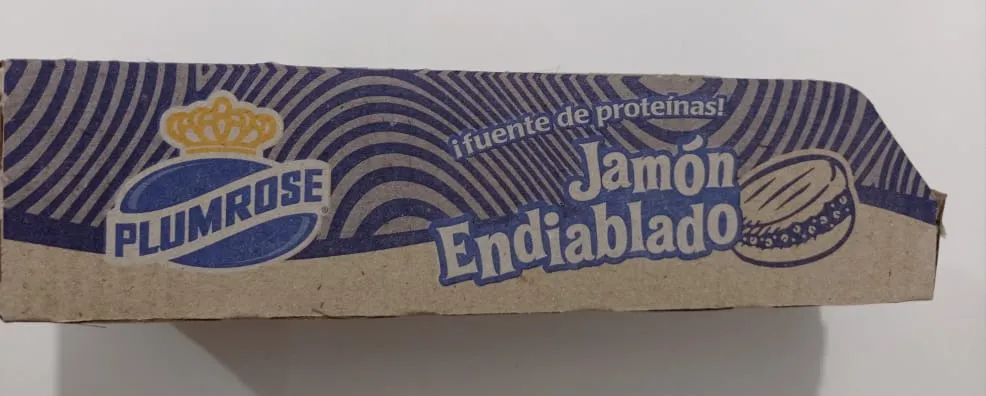 PLUMROSE®
¡fuente de proteínas!
Jamón
Endiablado